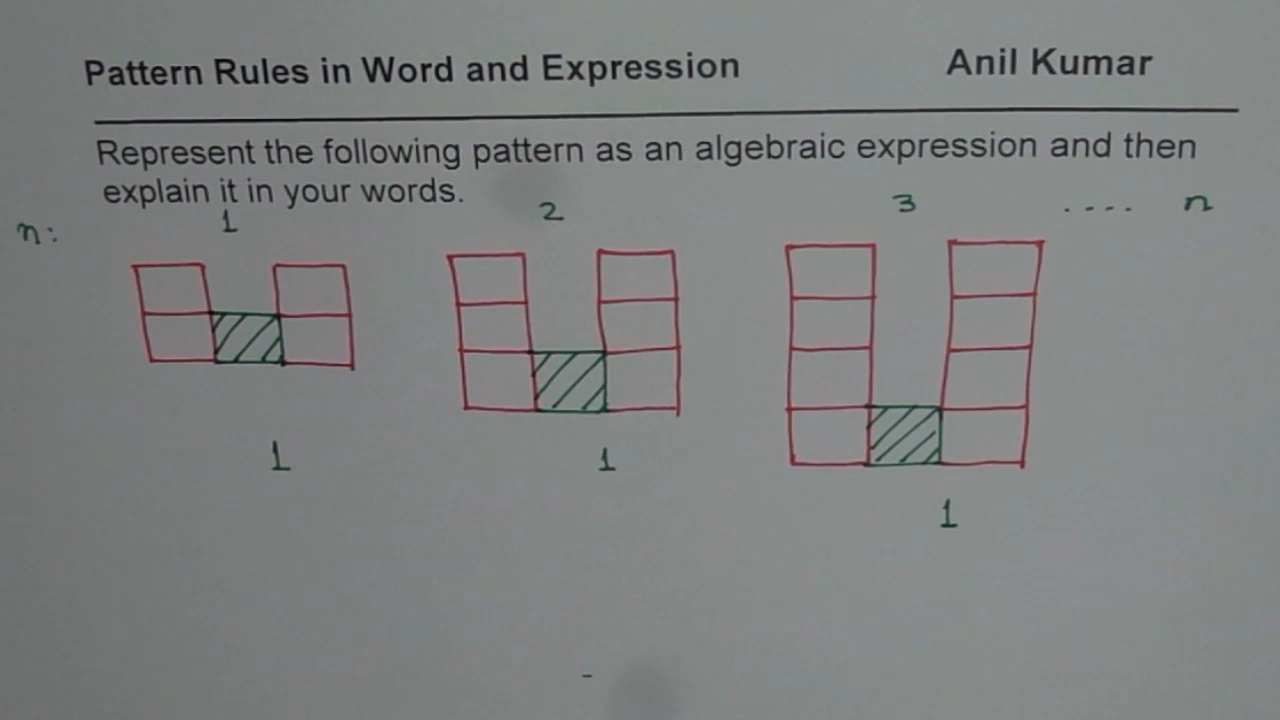 Pattern Rules in Word and Expression Anil Kumar
Represent the following pattern as an algebraic expression and then
explain it in your words.
n: 1 2 3 .... n
1 1 1